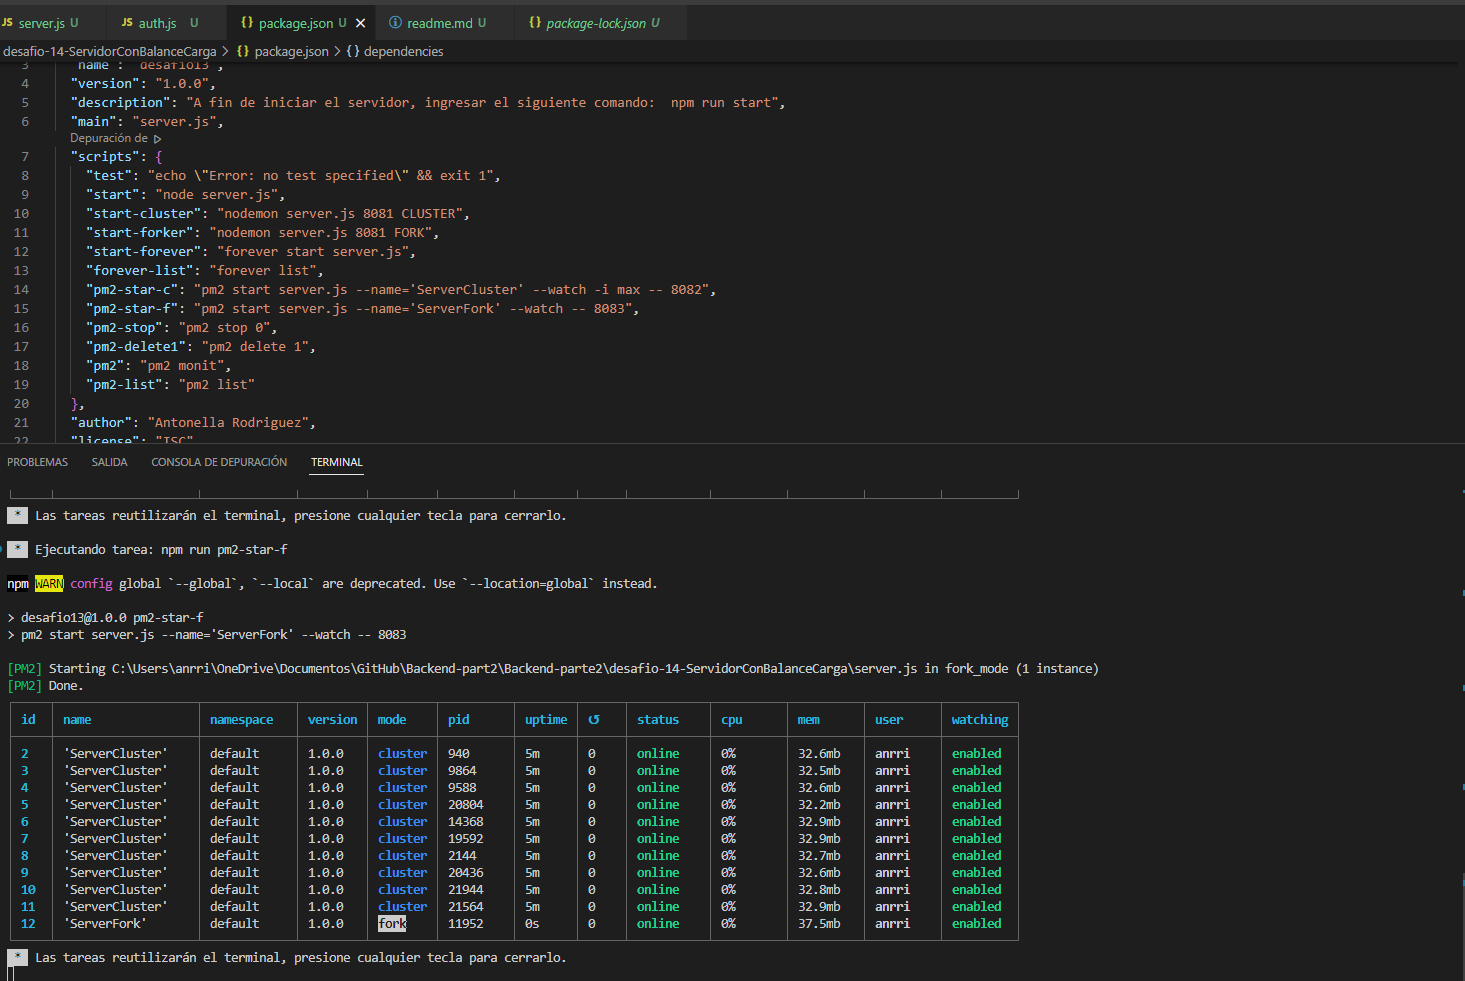 JS server.js U JS auth.js U {} package.json U × ⓘ readme.md U {} package-lock.json U
desafio-14-ServidorConBalanceCarga > {} package.json > {} dependencies
3 "name": "desafio13",
4 "version": "1.0.0",
5 "description": "A fin de iniciar el servidor, ingresar el siguiente comando:  npm run start",
6 "main": "server.js",
Depuración de ▷
7 "scripts": {
8 "test": "echo \"Error: no test specified\" && exit 1",
9 "start": "node server.js",
10 "start-cluster": "nodemon server.js 8081 CLUSTER",
11 "start-forker": "nodemon server.js 8081 FORK",
12 "start-forever": "forever start server.js",
13 "forever-list": "forever list",
14 "pm2-star-c": "pm2 start server.js --name='ServerCluster' --watch -i max -- 8082",
15 "pm2-star-f": "pm2 start server.js --name='ServerFork' --watch -- 8083",
16 "pm2-stop": "pm2 stop 0",
17 "pm2-delete1": "pm2 delete 1",
18 "pm2": "pm2 monit",
19 "pm2-list": "pm2 list"
20 },
21 "author": "Antonella Rodriguez",
22 "license": "ISC"
PROBLEMAS SALIDA CONSOLA DE DEPURACIÓN TERMINAL
* Las tareas reutilizarán el terminal, presione cualquier tecla para cerrarlo.
* Ejecutando tarea: npm run pm2-star-f
npm WARN config global `--global`, `--local` are deprecated. Use `--location=global` instead.
> desafio13@1.0.0 pm2-star-f
> pm2 start server.js --name='ServerFork' --watch -- 8083
[PM2] Starting C:\Users\anrri\OneDrive\Documentos\GitHub\Backend-part2\Backend-parte2\desafio-14-ServidorConBalanceCarga\server.js in fork_mode (1 instance)
[PM2] Done.
id name namespace version mode pid uptime ↺ status cpu mem user watching
2 'ServerCluster' default 1.0.0 cluster 940 5m 0 online 0% 32.6mb anrri enabled
3 'ServerCluster' default 1.0.0 cluster 9864 5m 0 online 0% 32.5mb anrri enabled
4 'ServerCluster' default 1.0.0 cluster 9588 5m 0 online 0% 32.6mb anrri enabled
5 'ServerCluster' default 1.0.0 cluster 20804 5m 0 online 0% 32.2mb anrri enabled
6 'ServerCluster' default 1.0.0 cluster 14368 5m 0 online 0% 32.9mb anrri enabled
7 'ServerCluster' default 1.0.0 cluster 19592 5m 0 online 0% 32.9mb anrri enabled
8 'ServerCluster' default 1.0.0 cluster 2144 5m 0 online 0% 32.7mb anrri enabled
9 'ServerCluster' default 1.0.0 cluster 20436 5m 0 online 0% 32.6mb anrri enabled
10 'ServerCluster' default 1.0.0 cluster 21944 5m 0 online 0% 32.8mb anrri enabled
11 'ServerCluster' default 1.0.0 cluster 21564 5m 0 online 0% 32.9mb anrri enabled
12 'ServerFork' default 1.0.0 fork 11952 0s 0 online 0% 37.5mb anrri enabled
* Las tareas reutilizarán el terminal, presione cualquier tecla para cerrarlo.